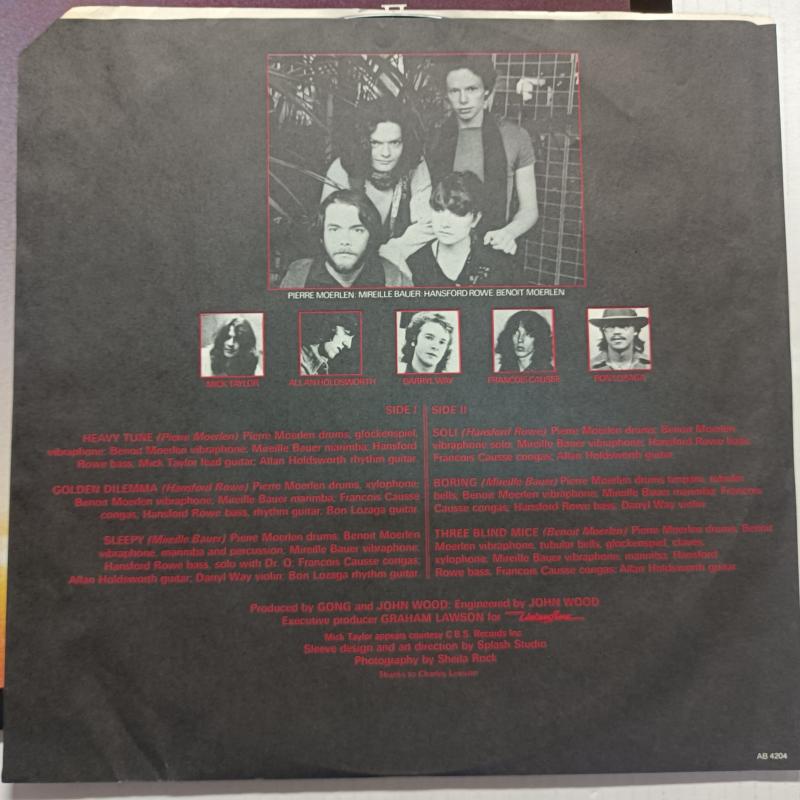 PIERRE MOERLEN: MIREILLE BAUER: HANSFORD ROWE: BENOIT MOERLEN
MICK TAYLOR
ALLAN HOLDSWORTH
DARRYL WAY
FRANCOIS CAUSSE
BON LOZAGA
SIDE I
HEAVY TUNE (Pierre Moerlen) Pierre Moerlen drums, glockenspiel,
vibraphone; Benoit Moerlen vibraphone; Mireille Bauer marimba; Hansford
Rowe bass, Mick Taylor lead guitar; Allan Holdsworth rhythm guitar.
GOLDEN DILEMMA (Hansford Rowe) Pierre Moerlen drums, xylophone;
Benoit Moerlen vibraphone; Mireille Bauer marimba; Francois Causse
congas; Hansford Rowe bass, rhythm guitar: Bon Lozaga guitar.
SLEEPY (Mireille Bauer) Pierre Moerlen drums; Benoit Moerlen
vibraphone, marimba and percussion, Mireille Bauer vibraphone;
Hansford Rowe bass, solo with Dr. Q; Francois Causse congas;
Allan Holdsworth guitar; Darryl Way violin; Bon Lozaga rhythm guitar.
SIDE II
SOLI (Hansford Rowe) Pierre Moerlen drums; Benoit Moerlen
vibraphone solo; Mireille Bauer vibraphone; Hansford Rowe bass;
Francois Causse congas; Allan Holdsworth guitar.
BORING (Mireille Bauer) Pierre Moerlen drums timpani, tubular
bells, Benoit Moerlen vibraphone; Mireille Bauer marimba; Francois
Causse congas; Hansford Rowe bass; Darryl Way violin
THREE BLIND MICE (Benoit Moerlen) Pierre Moerlen drums; Benoit
Moerlen vibraphone, tubular bells, glockenspiel, claves,
xylophone; Mireille Bauer vibraphone; marimba; Hansford
Rowe bass, Francois Causse congas; Allan Holdsworth guitar.
Produced by GONG and JOHN WOOD: Engineered by JOHN WOOD
Executive producer GRAHAM LAWSON for
Mick Taylor appears courtesy C.B.S. Records Inc
Sleeve design and art direction by Splash Studio
Photography by Sheila Rock
Thanks to Charley Lawson
AB 4204